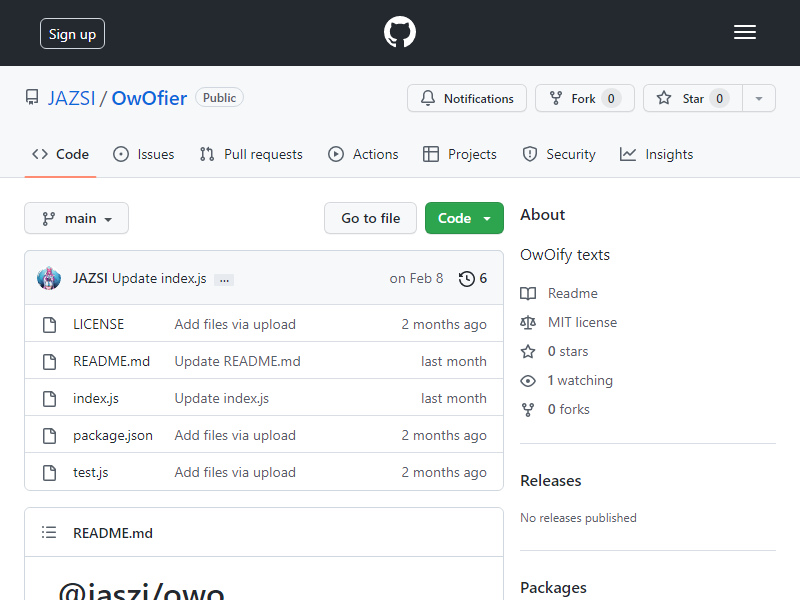 Sign up
JAZSI / OwOfier Public
Notifications
Fork 0
Star 0
Code
Issues
Pull requests
Actions
Projects
Security
Insights
main
Go to file
Code
JAZSI Update index.js ... on Feb 8 6
LICENSE Add files via upload 2 months ago
README.md Update README.md last month
index.js Update index.js last month
package.json Add files via upload 2 months ago
test.js Add files via upload 2 months ago
README.md
@jaszi/owo
About
OwOify texts
Readme
MIT license
0 stars
1 watching
0 forks
Releases
No releases published
Packages